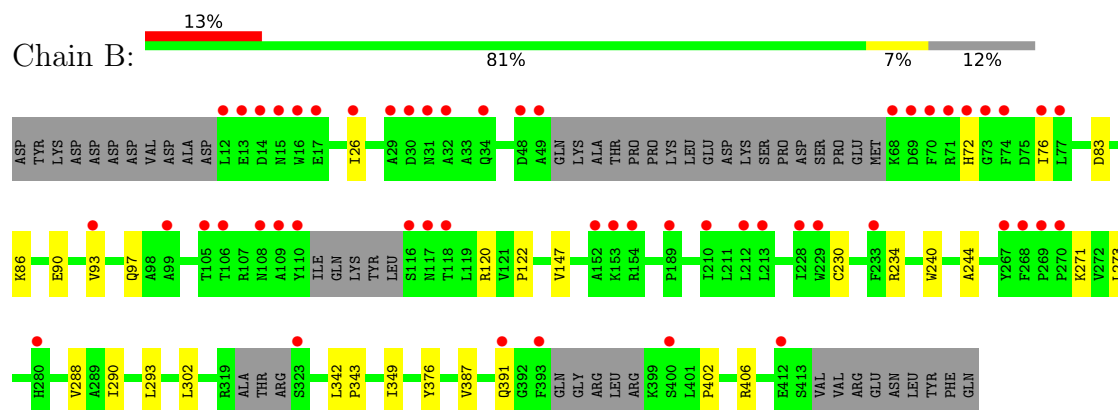 13%
Chain B:
81% 7% 12%
ASP TYR LYS ASP ASP ASP ASP VAL ASP ALA ASP L12 E13 D14 N15 W16 E17 I26 A29 D30 N31 A32 A33 Q34 D48 A49 GLN LYS ALA THR PRO PRO LYS LEU GLU ASP LYS SER PRO ASP SER PRO GLU MET K68 D69 F70 R71 H72 G73 F74 D75 I76 L77 D83
K86 E90 V93 Q97 A98 A99 T105 T106 R107 N108 A109 Y110 ILE GLN LYS TYR LEU S116 N117 T118 L119 R120 V121 P122 V147 A152 K153 R154 P189 I210 L211 L212 L213 I228 W229 C230 F233 R234 W240 A244 Y267 F268 P269 P270 K271 V272 L273
H280 V288 A289 I290 L293 L302 R319 ALA THR ARG S323 L342 P343 I349 Y376 V387 Q391 G392 F393 GLN GLY ARG LEU ARG K399 S400 L401 P402 R406 E412 S413 VAL VAL ARG GLU ASN LEU TYR PHE GLN